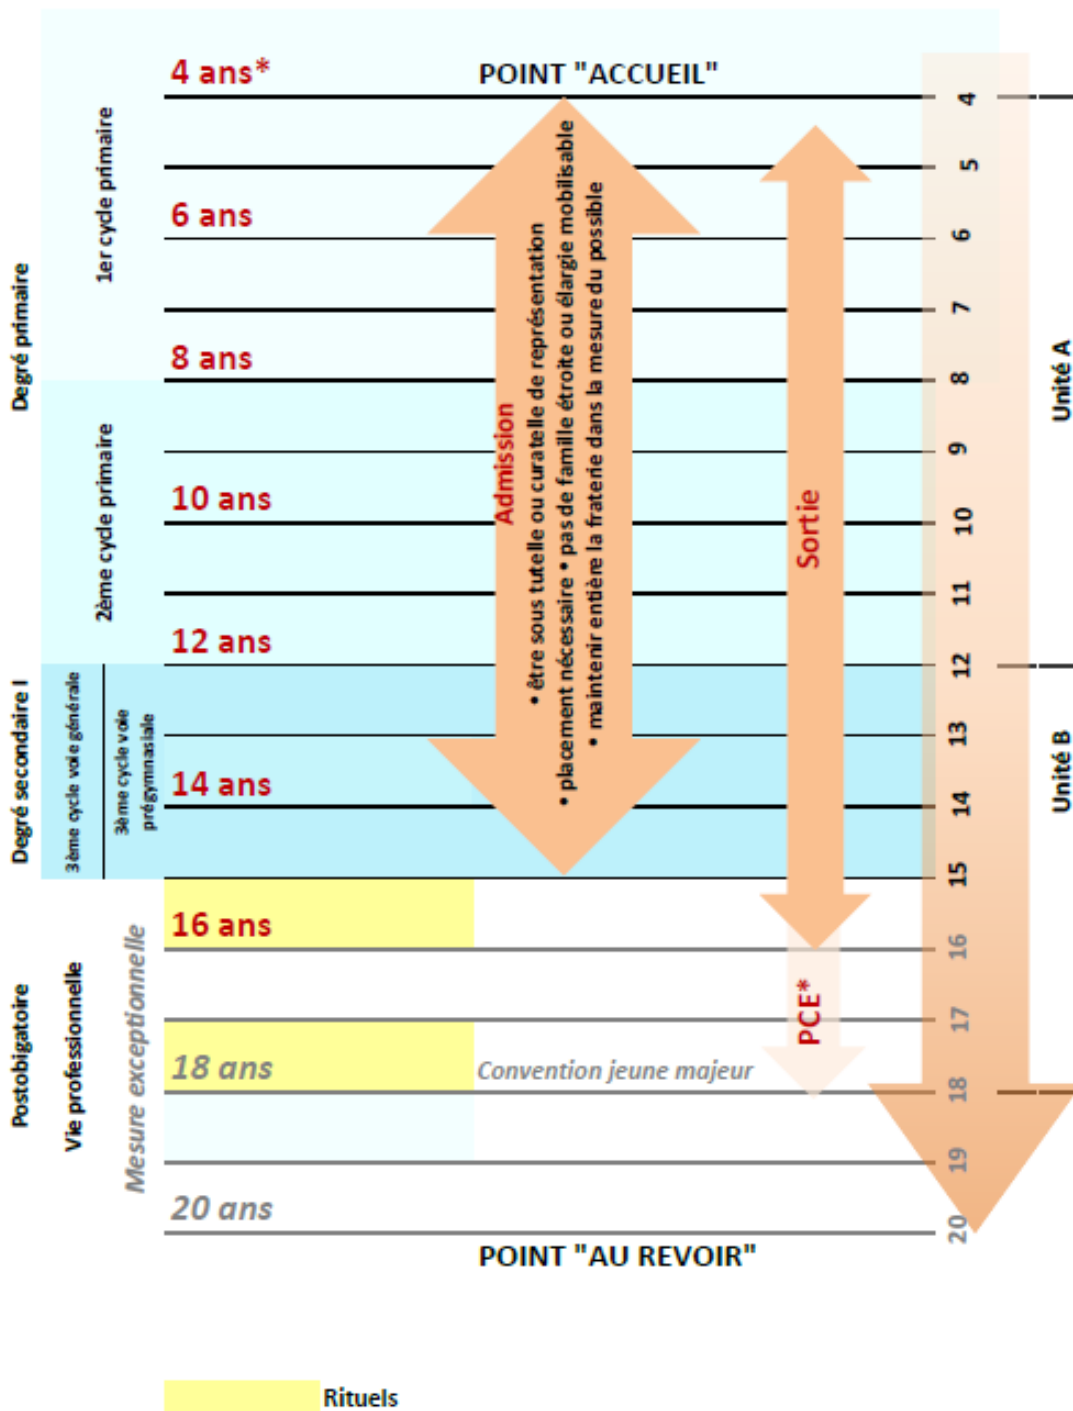 4 ans*
POINT "ACCUEIL"
6 ans
8 ans
10 ans
12 ans
14 ans
16 ans
18 ans
Convention jeune majeur
20 ans
POINT "AU REVOIR"
Degré primaire
1er cycle primaire
2ème cycle primaire
Degré secondaire I
3ème cycle voie générale
3ème cycle voie
prégymnasiale
Postobigatoire
Vie professionnelle
Mesure exceptionnelle
Admission
• être sous tutelle ou curatelle de représentation
• placement nécessaire • pas de famille étroite ou élargie mobilisable
• maintenir entière la fraterie dans la mesure du possible
Sortie
PCE*
4
5
6
7
8
9
10
11
12
13
14
15
16
17
18
19
20
Unité A
Unité B
Rituels